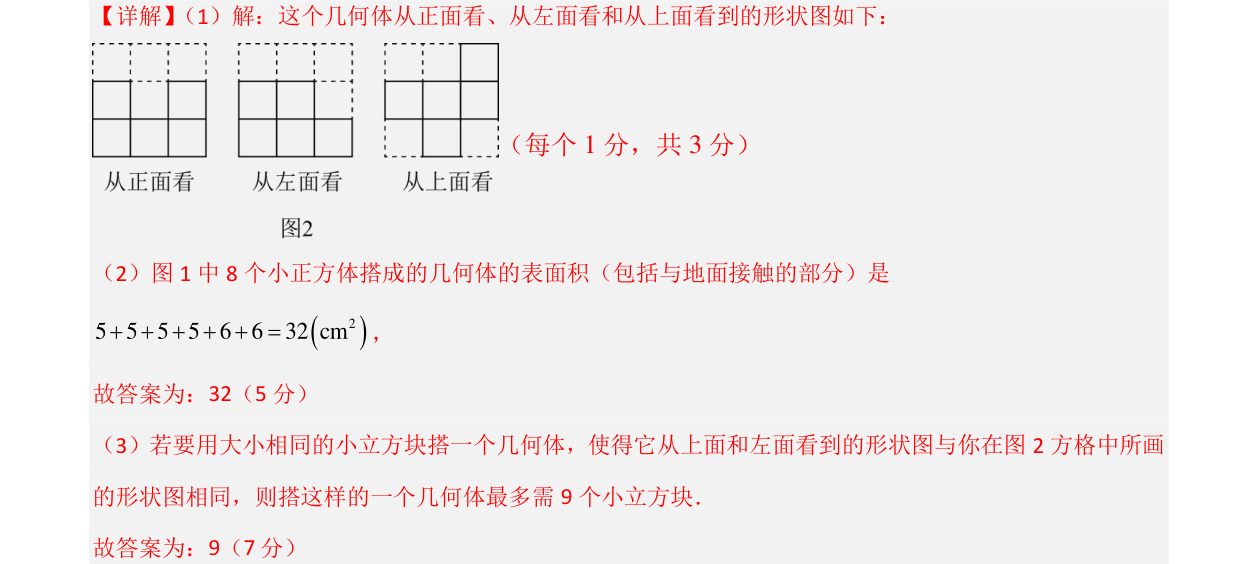 【详解】（1）解：这个几何体从正面看、从左面看和从上面看到的形状图如下：
（每个 1 分，共 3 分）
从正面看 从左面看 从上面看
图2
（2）图 1 中 8 个小正方体搭成的几何体的表面积（包括与地面接触的部分）是
5+5+5+5+6+6=32(cm²)，
故答案为：32（5 分）
（3）若要用大小相同的小立方块搭一个几何体，使得它从上面和左面看到的形状图与你在图 2 方格中所画
的形状图相同，则搭这样的一个几何体最多需 9 个小立方块．
故答案为：9（7 分）